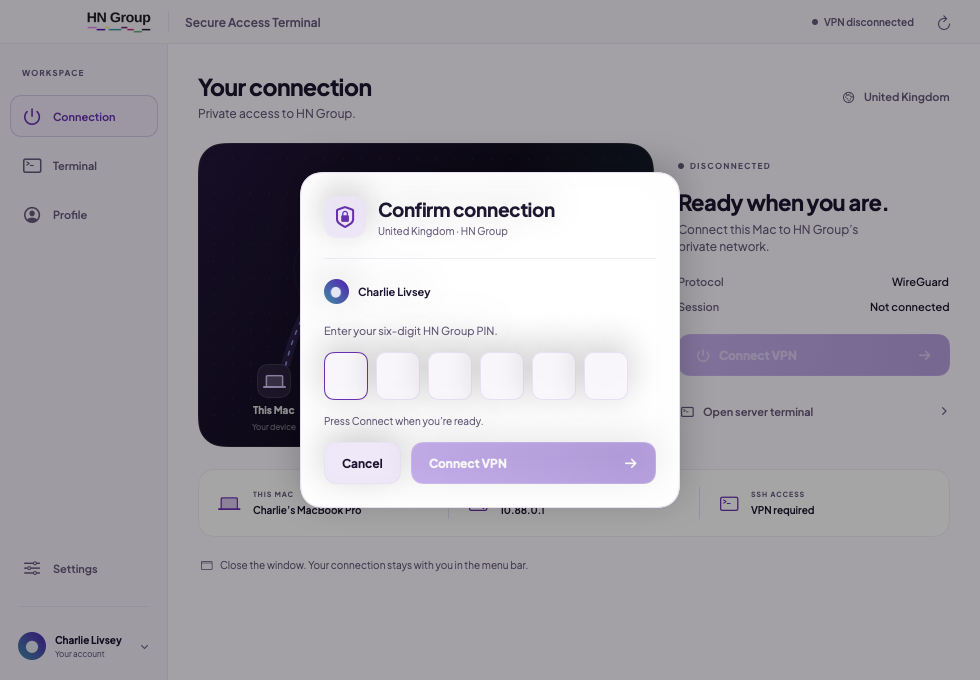 HN Group
Secure Access Terminal
VPN disconnected
WORKSPACE
Connection
Terminal
Profile
Settings
Charlie Livsey
Your account
Your connection
Private access to HN Group.
United Kingdom
This Mac
Your device
DISCONNECTED
Ready when you are.
Connect this Mac to HN Group's
private network.
Protocol
WireGuard
Session
Not connected
Connect VPN
Open server terminal
Confirm connection
United Kingdom · HN Group
Charlie Livsey
Enter your six-digit HN Group PIN.
Press Connect when you're ready.
Cancel
Connect VPN
THIS MAC
Charlie's MacBook Pro
10.88.0.1
SSH ACCESS
VPN required
Close the window. Your connection stays with you in the menu bar.